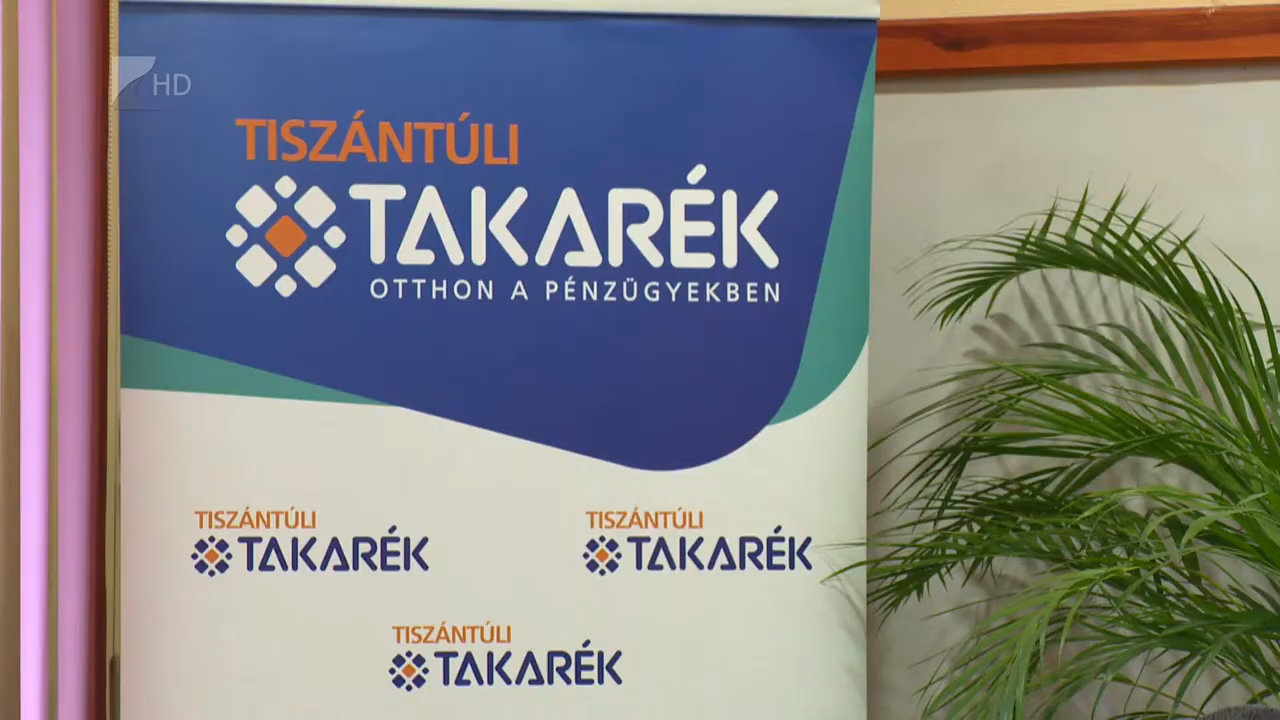 HD
TISZÁNTÚLI
TAKARÉK
OTTHON A PÉNZÜGYEKBEN
TISZÁNTÚLI
TAKARÉK
TISZÁNTÚLI
TAKARÉK
TISZÁNTÚLI
TAKARÉK